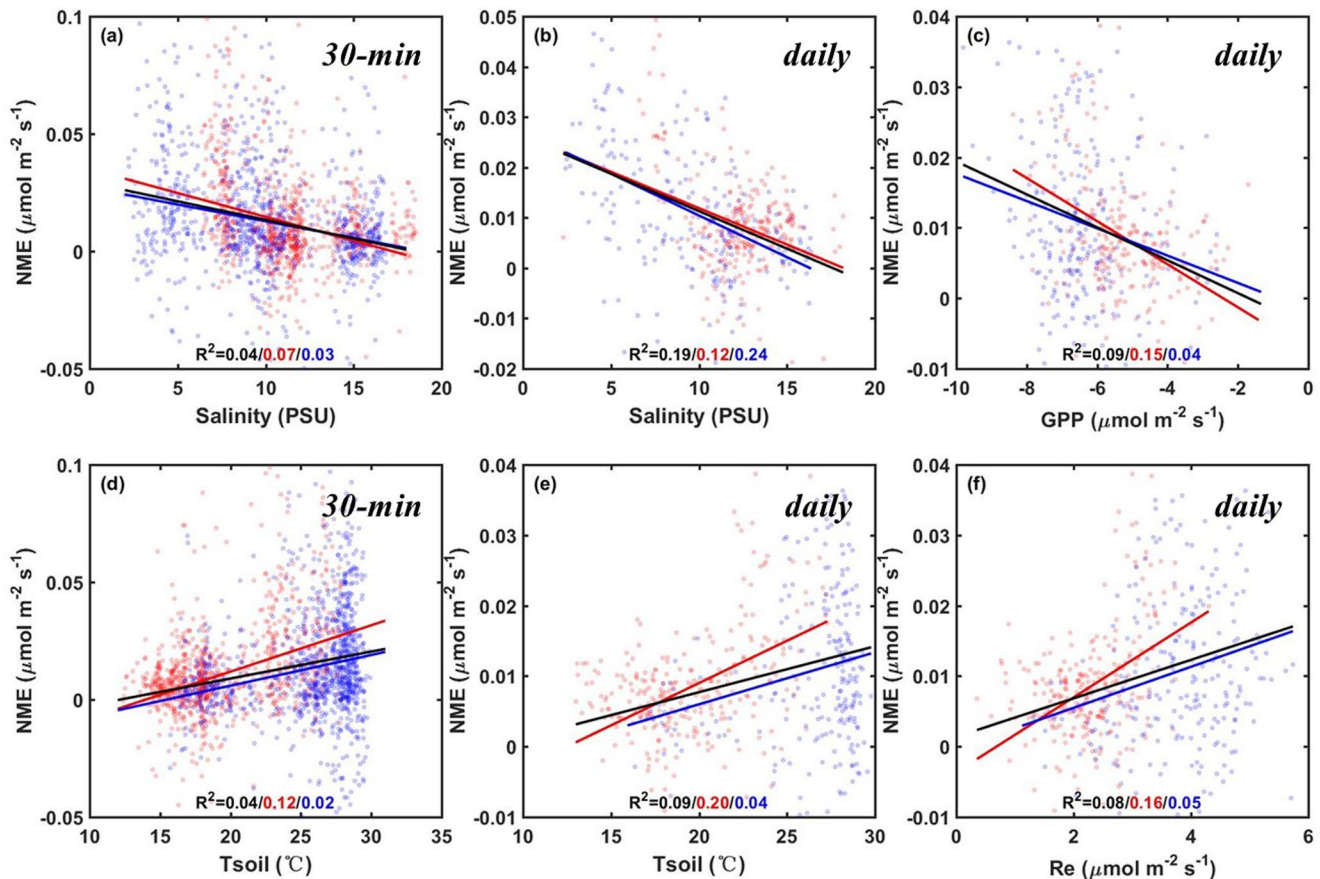 (a)
30-min
NME (μmol m-2 s-1)
0.1
0.05
0
-0.05
R2=0.04/0.07/0.03
0 5 10 15 20
Salinity (PSU)
(b)
daily
NME (μmol m-2 s-1)
0.05
0.04
0.03
0.02
0.01
0
-0.01
-0.02
R2=0.19/0.12/0.24
0 5 10 15 20
Salinity (PSU)
(c)
daily
NME (μmol m-2 s-1)
0.04
0.03
0.02
0.01
0
-0.01
R2=0.09/0.15/0.04
-10 -8 -6 -4 -2 0
GPP (μmol m-2 s-1)
(d)
30-min
NME (μmol m-2 s-1)
0.1
0.05
0
-0.05
R2=0.04/0.12/0.02
10 15 20 25 30 35
Tsoil (℃)
(e)
daily
NME (μmol m-2 s-1)
0.04
0.03
0.02
0.01
0
-0.01
R2=0.09/0.20/0.04
10 15 20 25 30
Tsoil (℃)
(f)
daily
NME (μmol m-2 s-1)
0.04
0.03
0.02
0.01
0
-0.01
R2=0.08/0.16/0.05
0 2 4 6
Re (μmol m-2 s-1)